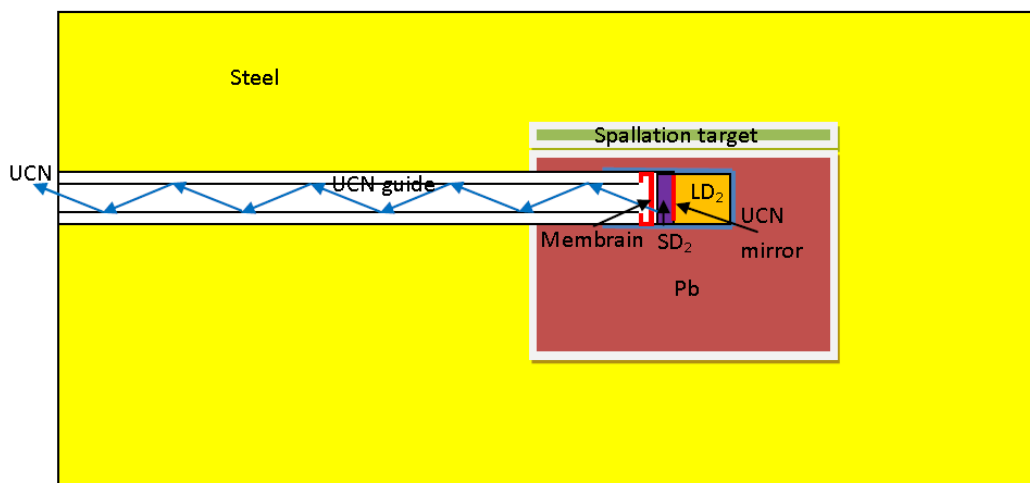 Steel
Spallation target
UCN
UCN guide
LD₂
UCN
Membrain
SD₂
mirror
Pb